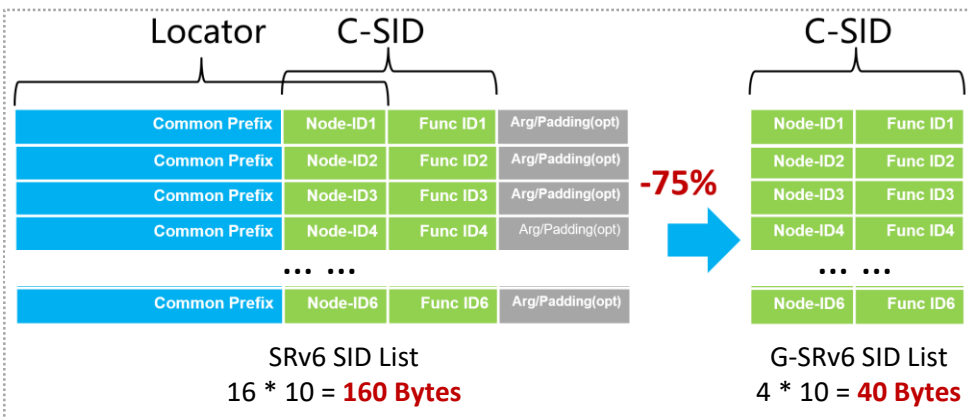 Locator C-SID C-SID
Common Prefix Node-ID1 Func ID1 Arg/Padding(opt) Node-ID1 Func ID1
Common Prefix Node-ID2 Func ID2 Arg/Padding(opt) Node-ID2 Func ID2
Common Prefix Node-ID3 Func ID3 Arg/Padding(opt) -75% Node-ID3 Func ID3
Common Prefix Node-ID4 Func ID4 Arg/Padding(opt) Node-ID4 Func ID4
... ... ... ...
Common Prefix Node-ID6 Func ID6 Arg/Padding(opt) Node-ID6 Func ID6
SRv6 SID List G-SRv6 SID List
16 * 10 = 160 Bytes 4 * 10 = 40 Bytes